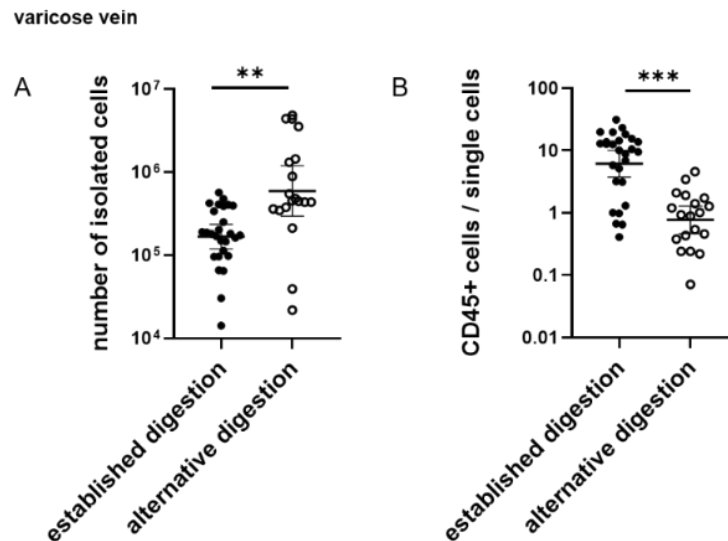 varicose vein
A
number of isolated cells
10⁷
10⁶
10⁵
10⁴
**
established digestion
alternative digestion
B
CD45+ cells / single cells
100
10
1
0.1
0.01
***
established digestion
alternative digestion